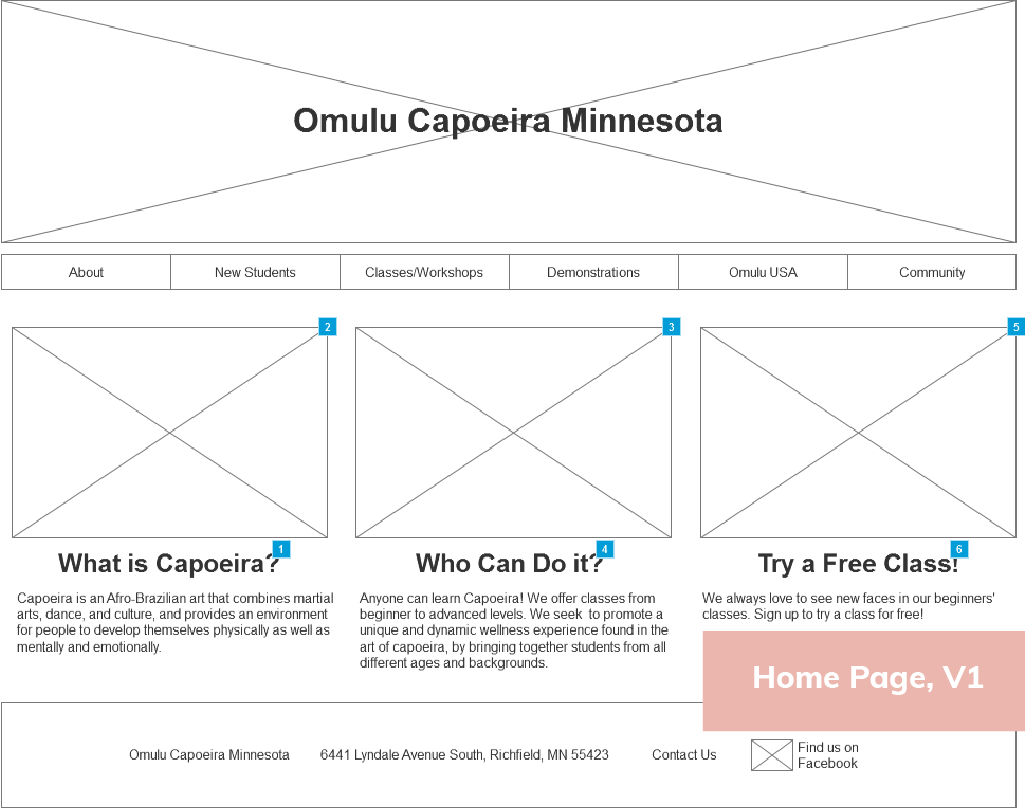 Omulu Capoeira Minnesota
About New Students Classes/Workshops Demonstrations Omulu USA Community
2 3 5
1 4 6
What is Capoeira? Who Can Do it? Try a Free Class!
Capoeira is an Afro-Brazilian art that combines martial
arts, dance, and culture, and provides an environment
for people to develop themselves physically as well as
mentally and emotionally.
Anyone can learn Capoeira! We offer classes from
beginner to advanced levels. We seek to promote a
unique and dynamic wellness experience found in the
art of capoeira, by bringing together students from all
different ages and backgrounds.
We always love to see new faces in our beginners'
classes. Sign up to try a class for free!
Home Page, V1
Omulu Capoeira Minnesota 6441 Lyndale Avenue South, Richfield, MN 55423 Contact Us
Find us on
Facebook